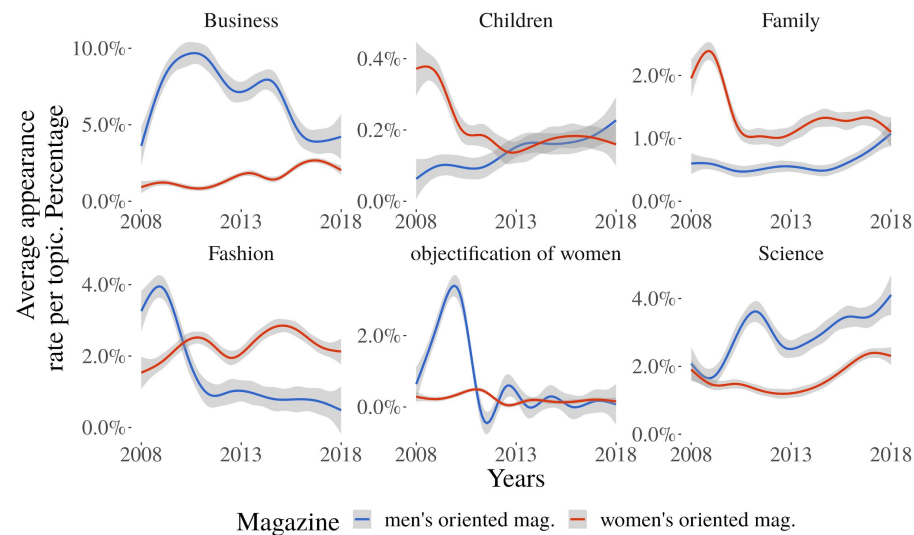 Average appearance
rate per topic. Percentage
Business
10.0%
5.0%
0.0%
2008 2013 2018
Children
0.4%
0.2%
0.0%
2008 2013 2018
Family
2.0%
1.0%
0.0%
2008 2013 2018
Fashion
4.0%
2.0%
0.0%
2008 2013 2018
objectification of women
2.0%
0.0%
2008 2013 2018
Science
4.0%
2.0%
0.0%
2008 2013 2018
Years
Magazine men's oriented mag. women's oriented mag.